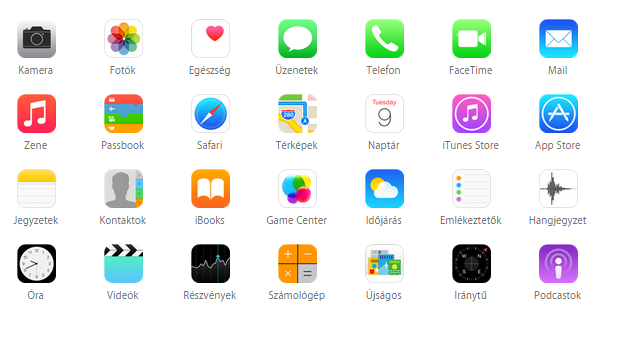 Kamera Fotók Egészség Üzenetek Telefon FaceTime Mail
Tuesday
9
280
Zene Passbook Safari Térképek Naptár iTunes Store App Store
Jegyzetek Kontaktok iBooks Game Center Időjárás Emlékeztetők Hangjegyzet
N
W E
S
Óra Videók Részvények Számológép Újságos Iránytű Podcastok